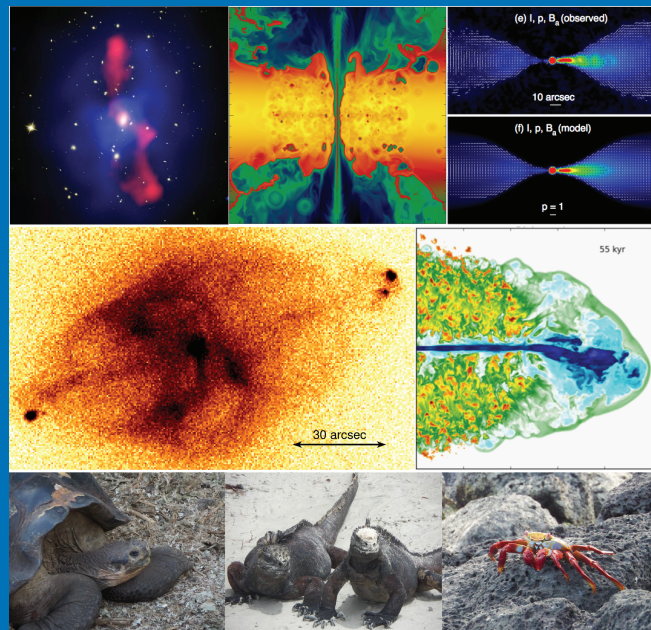 (e) I, p, Bₐ (observed)
10 arcsec
(f) I, p, Bₐ (model)
p = 1
55 kyr
30 arcsec